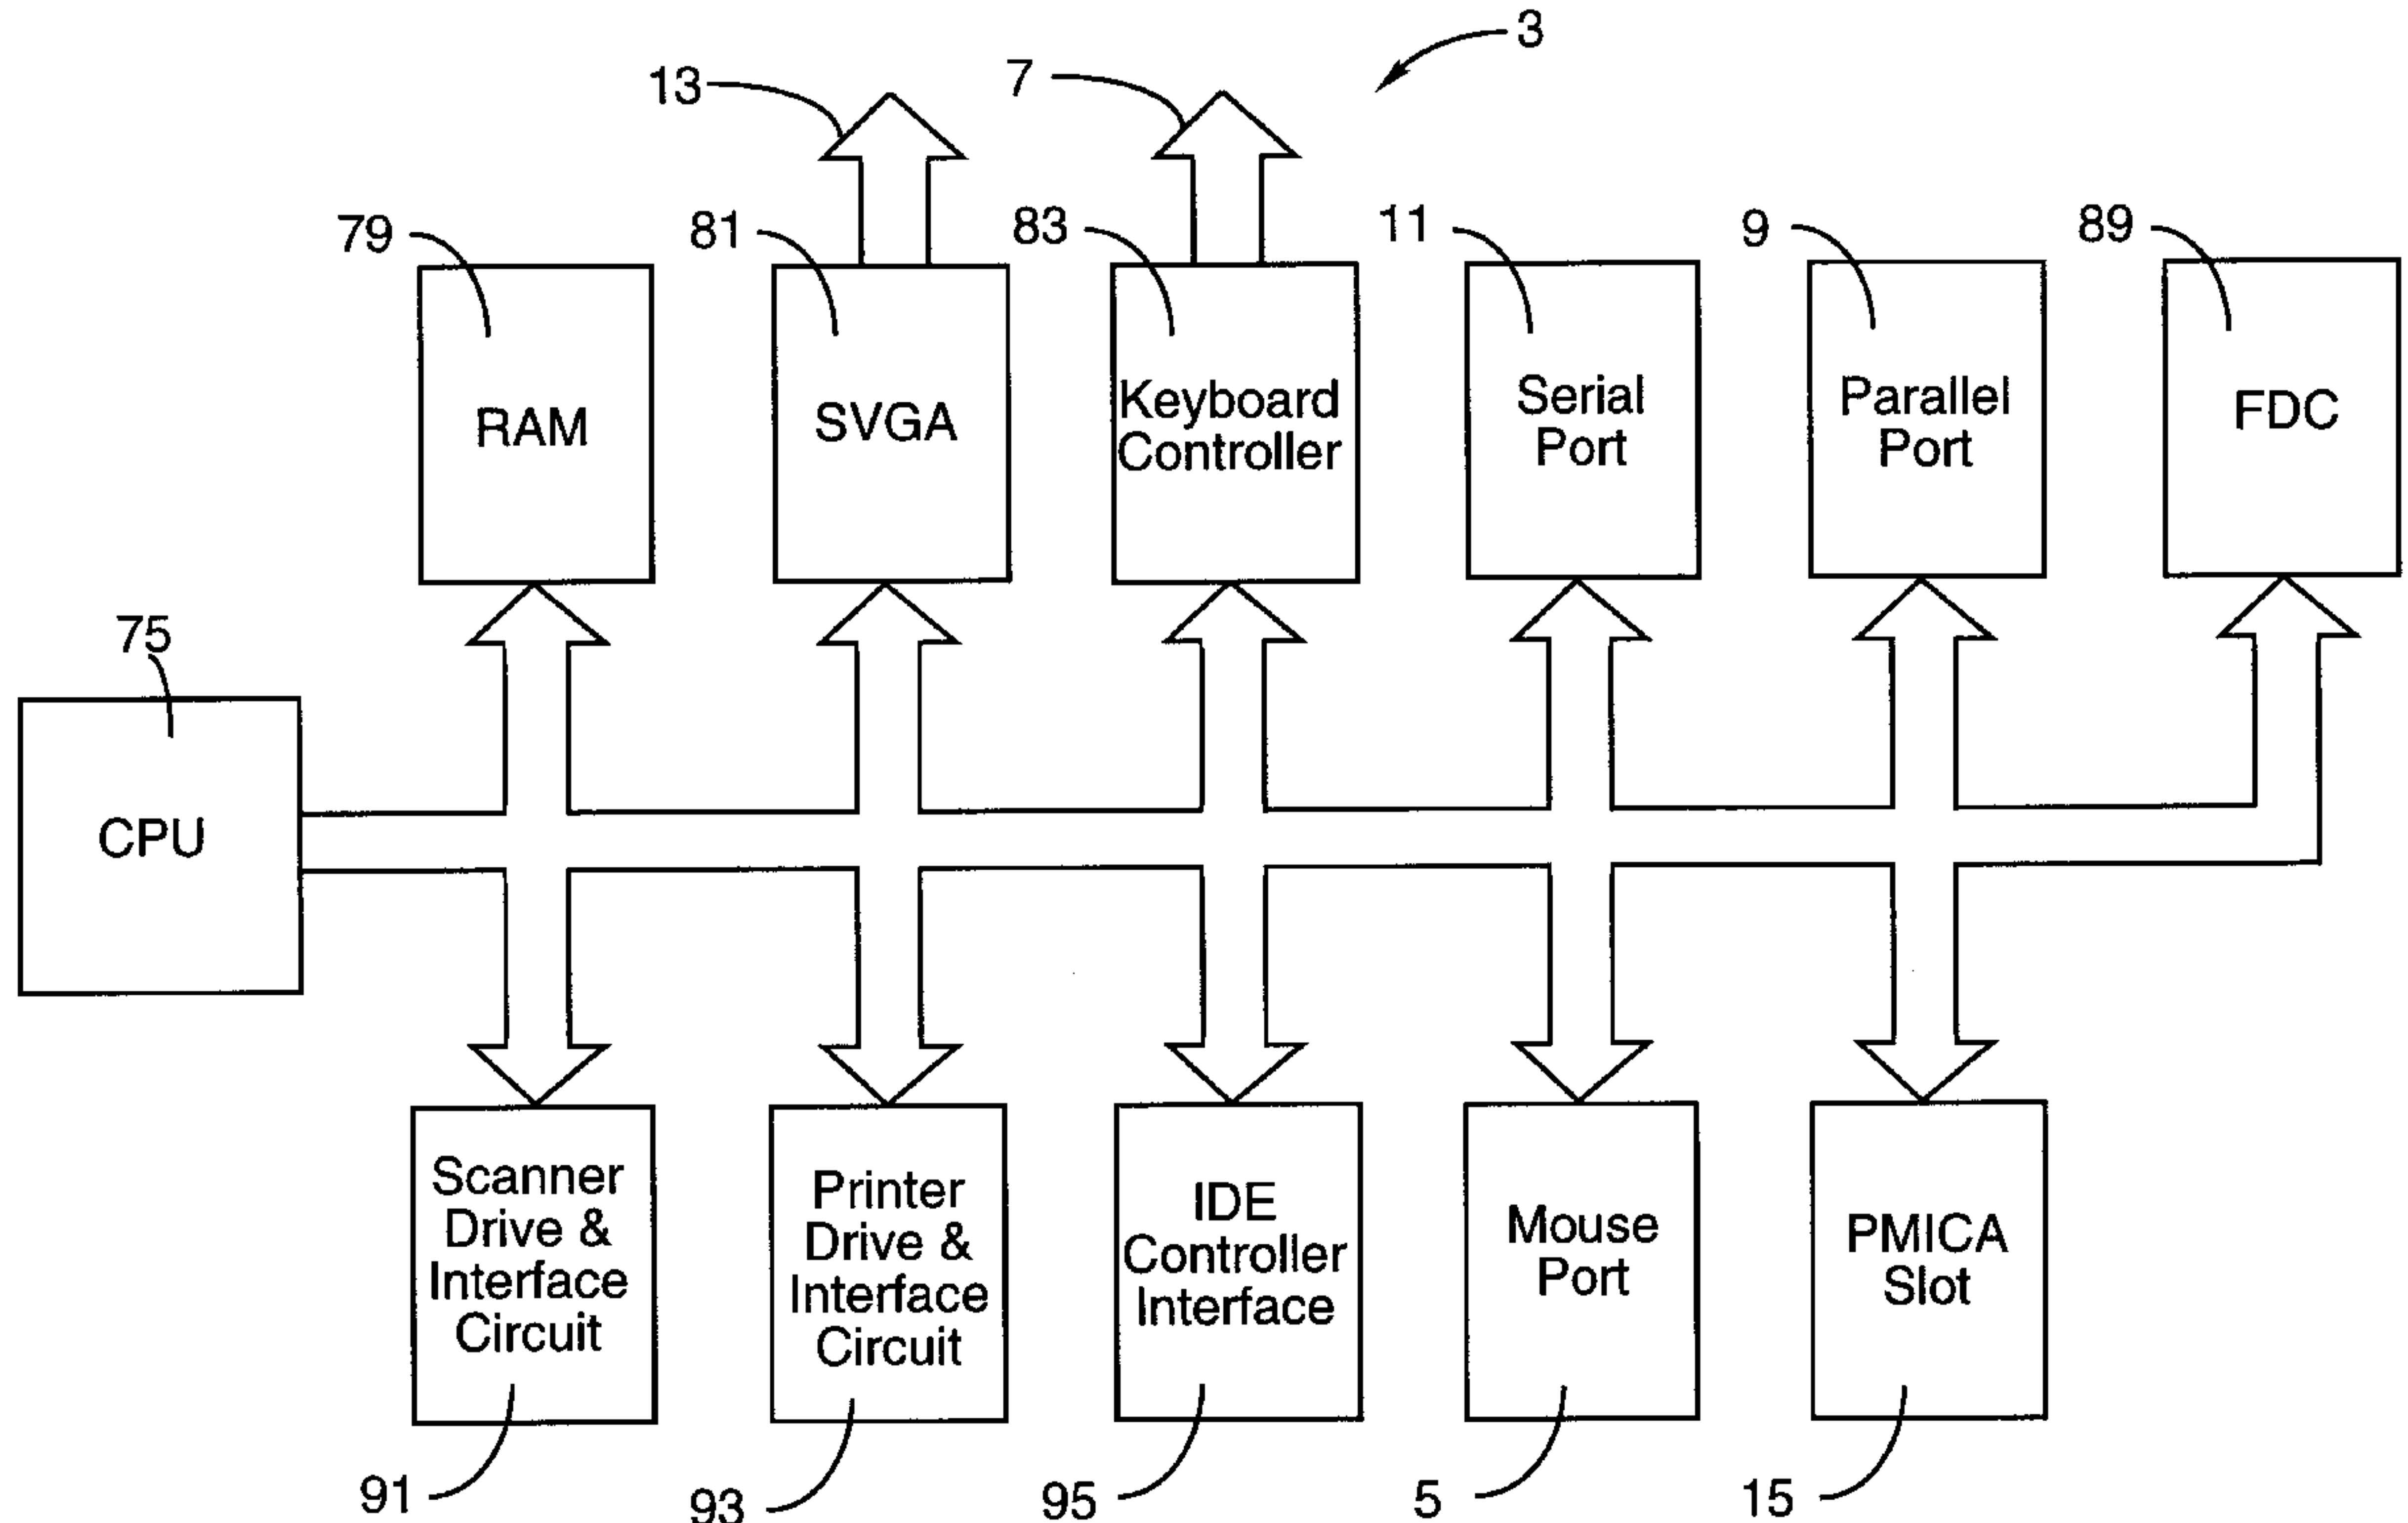 3
13
7
79
81
83
11
9
89
RAM
SVGA
Keyboard
Controller
Serial
Port
Parallel
Port
FDC
75
CPU
Scanner
Drive &
Interface
Circuit
Printer
Drive &
Interface
Circuit
IDE
Controller
Interface
Mouse
Port
PMICA
Slot
91
93
95
5
15